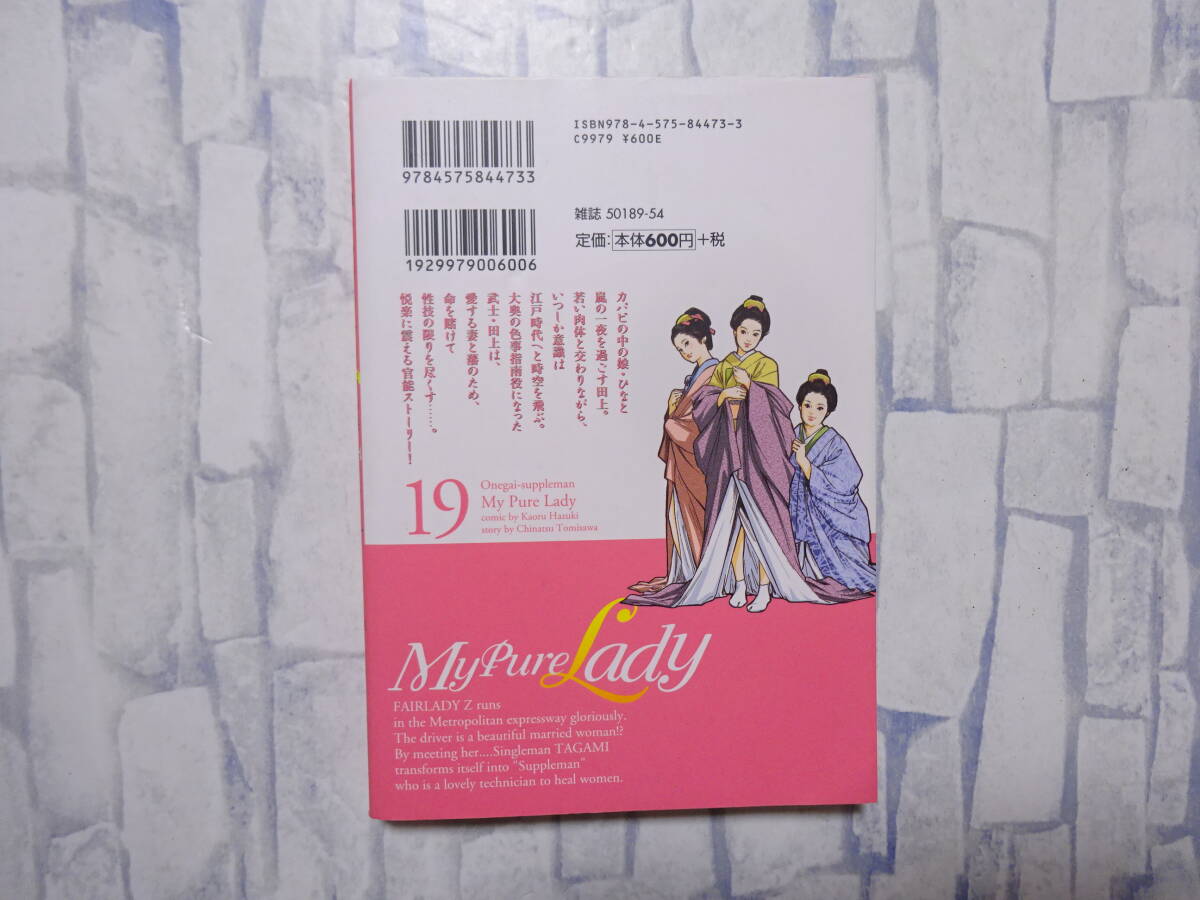 ISBN978-4-575-84473-3
C9979 ¥600E
9784575844733
雑誌 50189-54
定価:本体600円+税
1929979006006
カバヒの中の娘・ひなと
嵐の一夜を過ごす田上。
若い肉体と交わりながら、
いつしか意識は
江戸時代へと時空を飛ぶ。
大奥の色事指南役になった
武士・田上は、
愛する妻と藩のため、
命を賭けて
性技の限りを尽くす……。
悦楽に震える官能ストーリー!
19
Onegai-suppleman
My Pure Lady
comic by Kaoru Hazuki
story by Chinatsu Tomisawa
My Pure Lady
FAIRLADY Z runs
in the Metropolitan expressway gloriously.
The driver is a beautiful married woman!?
By meeting her....Singleman TAGAMI
transforms itself into "Suppleman"
who is a lovely technician to heal women.